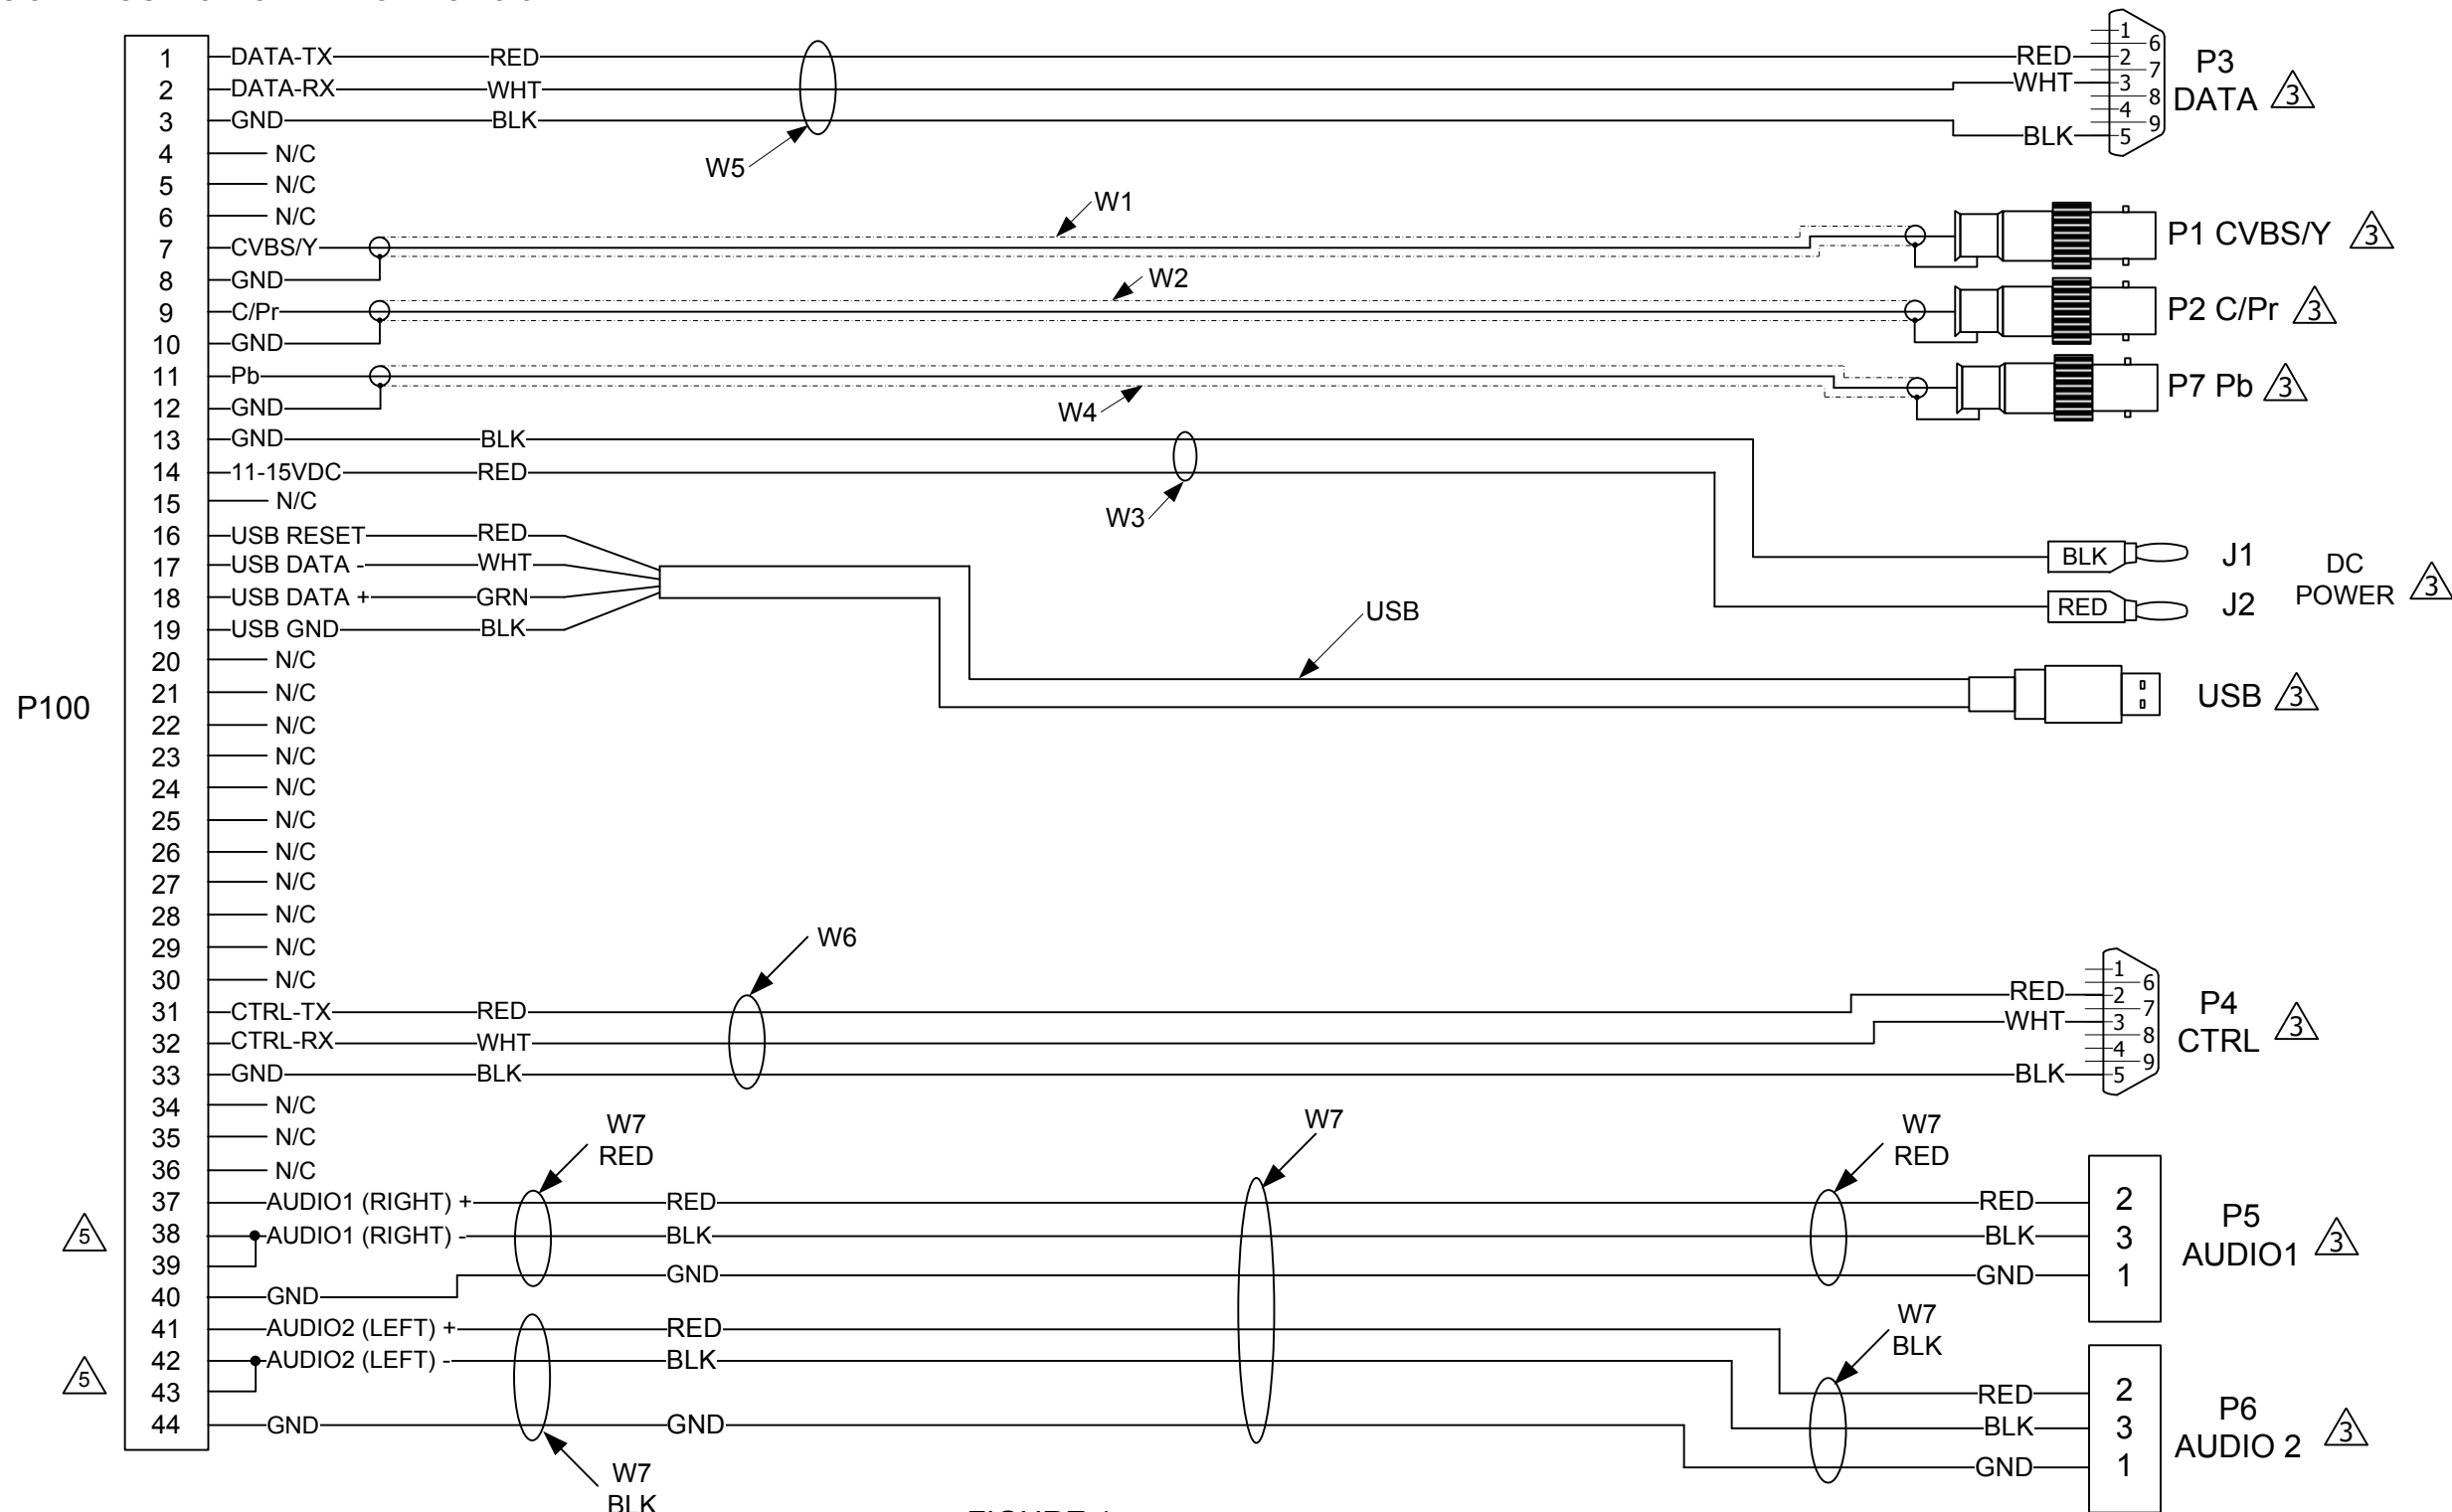 1 DATA-TX RED RED 1 6 2 7 P3
2 DATA-RX WHT WHT 3 8 DATA 3
3 GND BLK BLK 4 9 5
4 N/C
W5
5 N/C
6 N/C
W1
7 CVBS/Y P1 CVBS/Y 3
8 GND
W2
9 C/Pr P2 C/Pr 3
10 GND
11 Pb P7 Pb 3
12 GND
W4
13 GND BLK
14 11-15VDC RED
15 N/C
W3
16 USB RESET RED
17 USB DATA - WHT BLK J1 DC
18 USB DATA + GRN RED J2 POWER 3
19 USB GND BLK
USB
20 N/C
21 N/C
P100 USB 3
22 N/C
23 N/C
24 N/C
25 N/C
26 N/C
27 N/C
28 N/C
29 N/C
W6
30 N/C
31 CTRL-TX RED RED 1 6 2 7 P4
32 CTRL-RX WHT WHT 3 8 CTRL 3
33 GND BLK BLK 4 9 5
34 N/C
35 N/C
W7 W7 W7
RED RED
36 N/C
37 AUDIO1 (RIGHT) + RED RED 2 P5
5 38 AUDIO1 (RIGHT) - BLK BLK 3 AUDIO1 3
39
40 GND GND GND 1
41 AUDIO2 (LEFT) + RED
W7
BLK
5 42 AUDIO2 (LEFT) - BLK
43 RED 2 P6
44 GND GND BLK 3 AUDIO 2 3
GND 1
W7
BLK